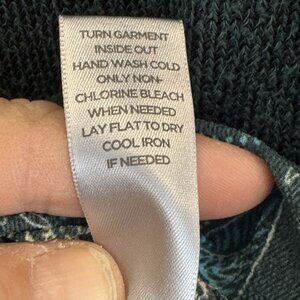 TURN GARMENT
INSIDE OUT
HAND WASH COLD
ONLY NON-
CHLORINE BLEACH
WHEN NEEDED
LAY FLAT TO DRY
COOL IRON
IF NEEDED